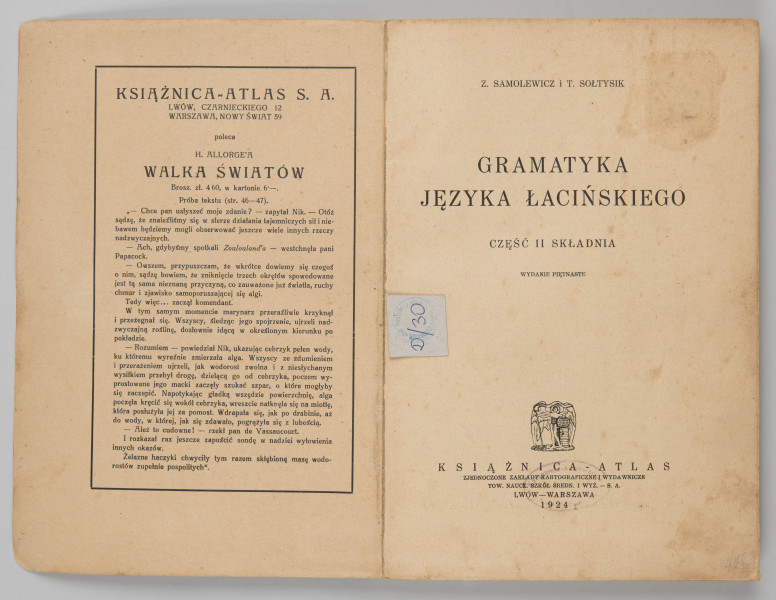 KSIĄŻNICA-ATLAS S. A.
LWÓW, CZARNIECKIEGO 12
WARSZAWA, NOWY ŚWIAT 59
poleca
H. ALLORGE'A
WALKA ŚWIATÓW
Brosz. zł. 4·60, w kartonie 6·—.
Próba tekstu (str. 46—47).
„— Chce pan usłyszeć moje zdanie? — zapytał Nik. — Otóż
sądzę, że znaleźliśmy się w sferze działania tajemniczych sił i nie-
bawem będziemy mogli obserwować jeszcze wiele innych rzeczy
nadzwyczajnych.
— Ach, gdybyśmy spotkali Zoulouland'a — westchnęła pani
Papacock.
— Owszem, przypuszczam, że wkrótce dowiemy się czegoś
o nim, sądzę bowiem, że zniknięcie trzech okrętów spowodowane
jest tą samą nieznaną przyczyną, co zauważone już światła, ruchy
chmur i zjawisko samoporuszającej się algi.
Tedy więc... zaczął komendant.
W tym samym momencie marynarz przeraźliwie krzyknął
i przeżegnał się. Wszyscy, śledząc jego spojrzenie, ujrzeli nad-
zwyczajną roślinę, dosłownie idącą w określonym kierunku po
pokładzie.
— Rozumiem — powiedział Nik, ukazując cebrzyk pełen wody,
ku któremu wyraźnie zmierzała alga. Wszyscy ze zdumieniem
i przerażeniem ujrzeli, jak wodorost zwolna i z niesłychanym
wysiłkiem przebył drogę, dzielącą go od cebrzyka, poczem wy-
prostowane jego macki zaczęły szukać szpar, o które mogłyby
się zaczepić. Napotykając gładką wszędzie powierzchnię, alga
poczęła kręcić się wokół cebrzyka, wreszcie natknęła się na miotłę,
która posłużyła jej za pomost. Wdrapała się, jak po drabinie, aż
do wody, w której, jak się zdawało, pogrążyła się z lubością.
— Ależ to cudowne! — rzekł pan de Vassaucourt.
I rozkazał raz jeszcze zapuścić sondę w nadziei wyłowienia
innych okazów.
Żelazne haczyki chwyciły tym razem skłębioną masę wodo-
rostów zupełnie pospolitych“.
Z. SAMOLEWICZ i T. SOŁTYSIK
GRAMATYKA
JĘZYKA ŁACIŃSKIEGO
CZĘŚĆ II SKŁADNIA
WYDANIE PIĘTNASTE
D/30
KSIĄŻNICA-ATLAS
ZJEDNOCZONE ZAKŁADY KARTOGRAFICZNE I WYDAWNICZE
TOW. NAUCZ. SZKÓŁ ŚREDN. I WYŻ. — S. A.
LWÓW—WARSZAWA
1924